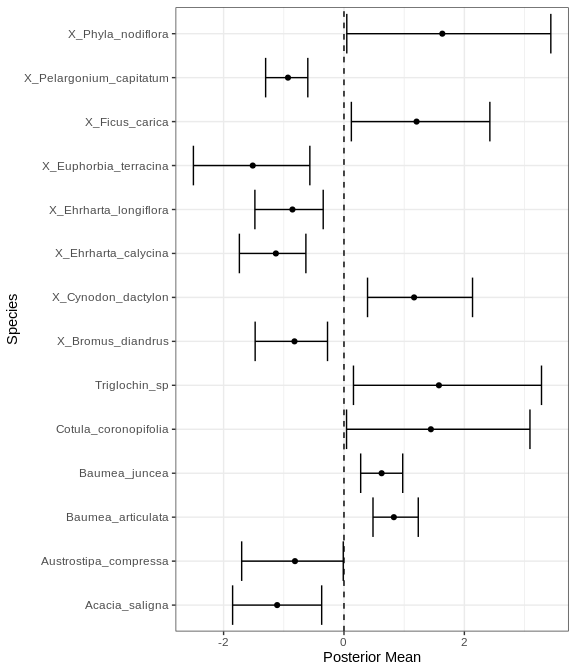 X_Phyla_nodiflora
X_Pelargonium_capitatum
X_Ficus_carica
X_Euphorbia_terracina
X_Ehrharta_longiflora
X_Ehrharta_calycina
X_Cynodon_dactylon
X_Bromus_diandrus
Triglochin_sp
Cotula_coronopifolia
Baumea_juncea
Baumea_articulata
Austrostipa_compressa
Acacia_saligna
Species
-2 0 2
Posterior Mean